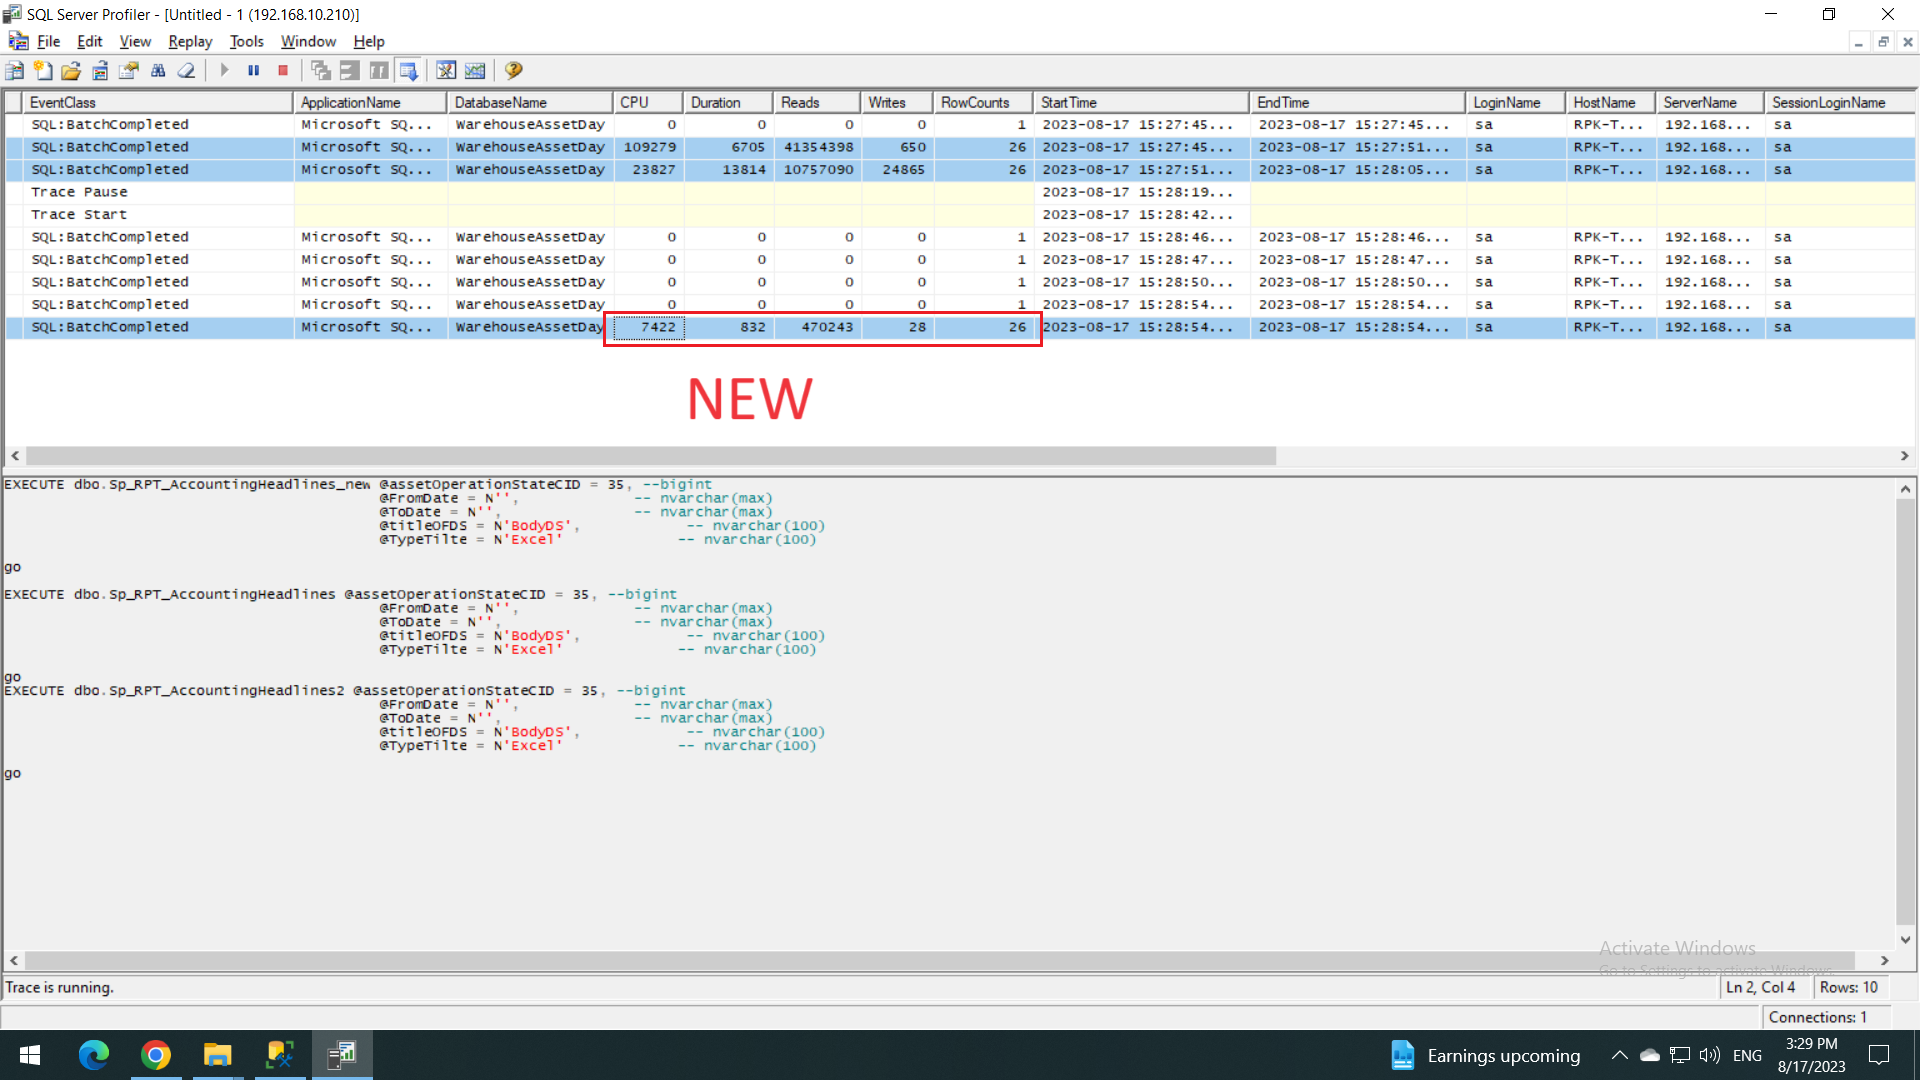 SQL Server Profiler - [Untitled - 1 (192.168.10.210)]
File Edit View Replay Tools Window Help
EventClass ApplicationName DatabaseName CPU Duration Reads Writes RowCounts StartTime EndTime LoginName HostName ServerName SessionLoginName
SQL:BatchCompleted Microsoft SQ... WarehouseAssetDay 0 0 0 0 1 2023-08-17 15:27:45... 2023-08-17 15:27:45... sa RPK-T... 192.168... sa
SQL:BatchCompleted Microsoft SQ... WarehouseAssetDay 109279 6705 41354398 650 26 2023-08-17 15:27:45... 2023-08-17 15:27:51... sa RPK-T... 192.168... sa
SQL:BatchCompleted Microsoft SQ... WarehouseAssetDay 23827 13814 10757090 24865 26 2023-08-17 15:27:51... 2023-08-17 15:28:05... sa RPK-T... 192.168... sa
Trace Pause 2023-08-17 15:28:19...
Trace Start 2023-08-17 15:28:42...
SQL:BatchCompleted Microsoft SQ... WarehouseAssetDay 0 0 0 0 1 2023-08-17 15:28:46... 2023-08-17 15:28:46... sa RPK-T... 192.168... sa
SQL:BatchCompleted Microsoft SQ... WarehouseAssetDay 0 0 0 0 1 2023-08-17 15:28:47... 2023-08-17 15:28:47... sa RPK-T... 192.168... sa
SQL:BatchCompleted Microsoft SQ... WarehouseAssetDay 0 0 0 0 1 2023-08-17 15:28:50... 2023-08-17 15:28:50... sa RPK-T... 192.168... sa
SQL:BatchCompleted Microsoft SQ... WarehouseAssetDay 0 0 0 0 1 2023-08-17 15:28:54... 2023-08-17 15:28:54... sa RPK-T... 192.168... sa
SQL:BatchCompleted Microsoft SQ... WarehouseAssetDay 7422 832 470243 28 26 2023-08-17 15:28:54... 2023-08-17 15:28:54... sa RPK-T... 192.168... sa
NEW
EXECUTE dbo.Sp_RPT_AccountingHeadlines_new @assetOperationStateCID = 35, --bigint
@FromDate = N'', -- nvarchar(max)
@ToDate = N'', -- nvarchar(max)
@titleOFDS = N'BodyDS', -- nvarchar(100)
@TypeTilte = N'Excel' -- nvarchar(100)
go
EXECUTE dbo.Sp_RPT_AccountingHeadlines @assetOperationStateCID = 35, --bigint
@FromDate = N'', -- nvarchar(max)
@ToDate = N'', -- nvarchar(max)
@titleOFDS = N'BodyDS', -- nvarchar(100)
@TypeTilte = N'Excel' -- nvarchar(100)
go
EXECUTE dbo.Sp_RPT_AccountingHeadlines2 @assetOperationStateCID = 35, --bigint
@FromDate = N'', -- nvarchar(max)
@ToDate = N'', -- nvarchar(max)
@titleOFDS = N'BodyDS', -- nvarchar(100)
@TypeTilte = N'Excel' -- nvarchar(100)
go
Activate Windows
Go to Settings to activate Windows.
Trace is running. Ln 2, Col 4 Rows: 10
Connections: 1
Earnings upcoming ENG 3:29 PM
8/17/2023